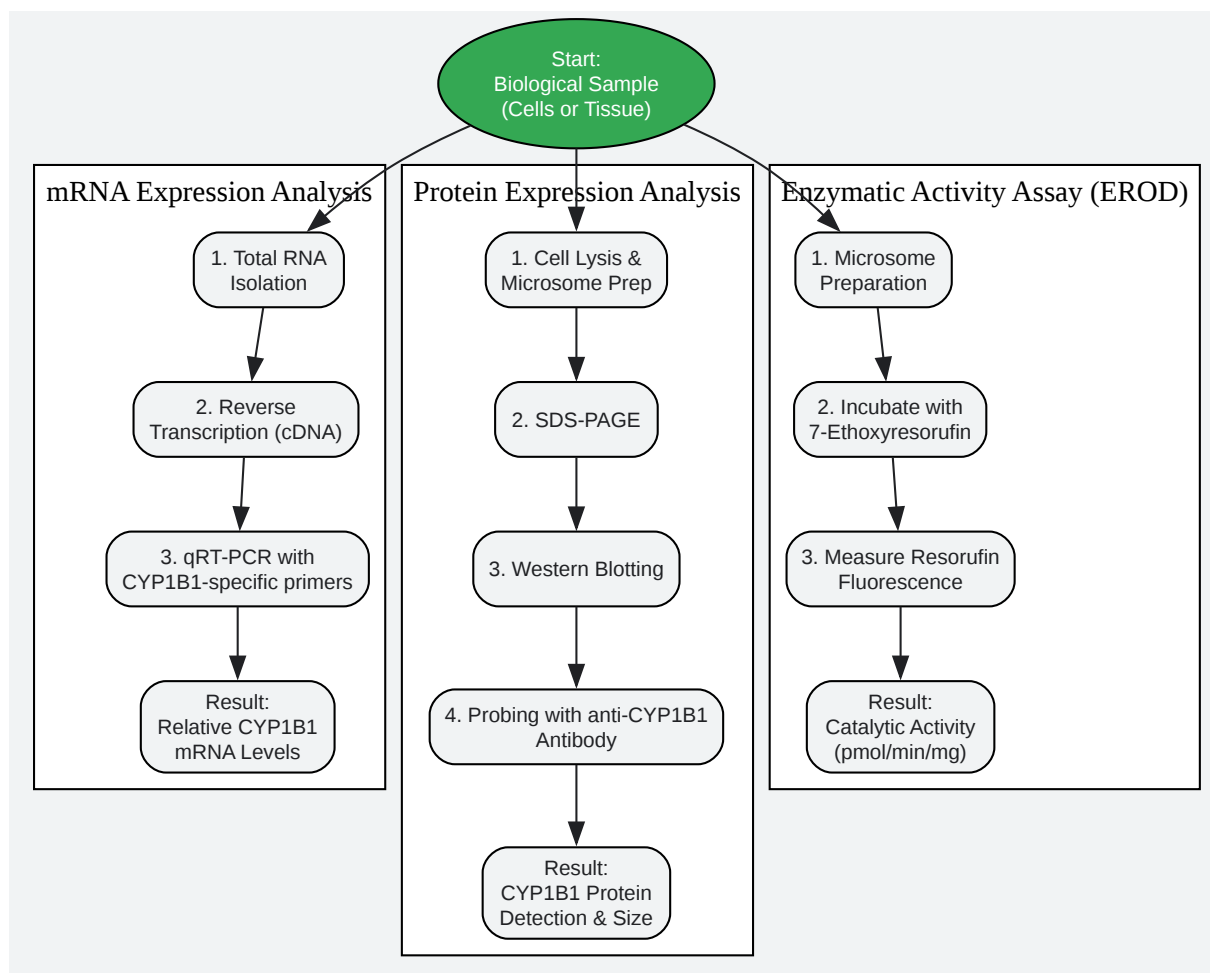 Start:
Biological Sample
(Cells or Tissue)
mRNA Expression Analysis
1. Total RNA
Isolation
2. Reverse
Transcription (cDNA)
3. qRT-PCR with
CYP1B1-specific primers
Result:
Relative CYP1B1
mRNA Levels
Protein Expression Analysis
1. Cell Lysis &
Microsome Prep
2. SDS-PAGE
3. Western Blotting
4. Probing with anti-CYP1B1
Antibody
Result:
CYP1B1 Protein
Detection & Size
Enzymatic Activity Assay (EROD)
1. Microsome
Preparation
2. Incubate with
7-Ethoxyresorufin
3. Measure Resorufin
Fluorescence
Result:
Catalytic Activity
(pmol/min/mg)